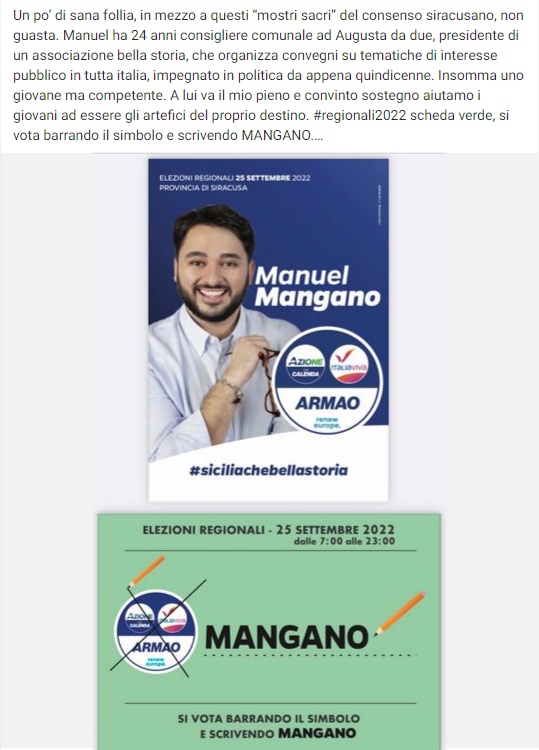 Un po’ di sana follia, in mezzo a questi “mostri sacri” del consenso siracusano, non
guasta. Manuel ha 24 anni consigliere comunale ad Augusta da due, presidente di
un associazione bella storia, che organizza convegni su tematiche di interesse
pubblico in tutta italia, impegnato in politica da appena quindicenne. Insomma uno
giovane ma competente. A lui va il mio pieno e convinto sostegno aiutamo i
giovani ad essere gli artefici del proprio destino. #regionali2022 scheda verde, si
vota barrando il simbolo e scrivendo MANGANO....
ELEZIONI REGIONALI 25 SETTEMBRE 2022
PROVINCIA DI SIRACUSA
Manuel
Mangano
AZIONE
CALENDA
ITALIAVIVA
ARMAO
renew
europe.
#siciliachebellastoria
ELEZIONI REGIONALI - 25 SETTEMBRE 2022
dalle 7:00 alle 23:00
AZIONE
CALENDA
ITALIAVIVA
ARMAO
renew
europe.
MANGANO
SI VOTA BARRANDO IL SIMBOLO
E SCRIVENDO MANGANO